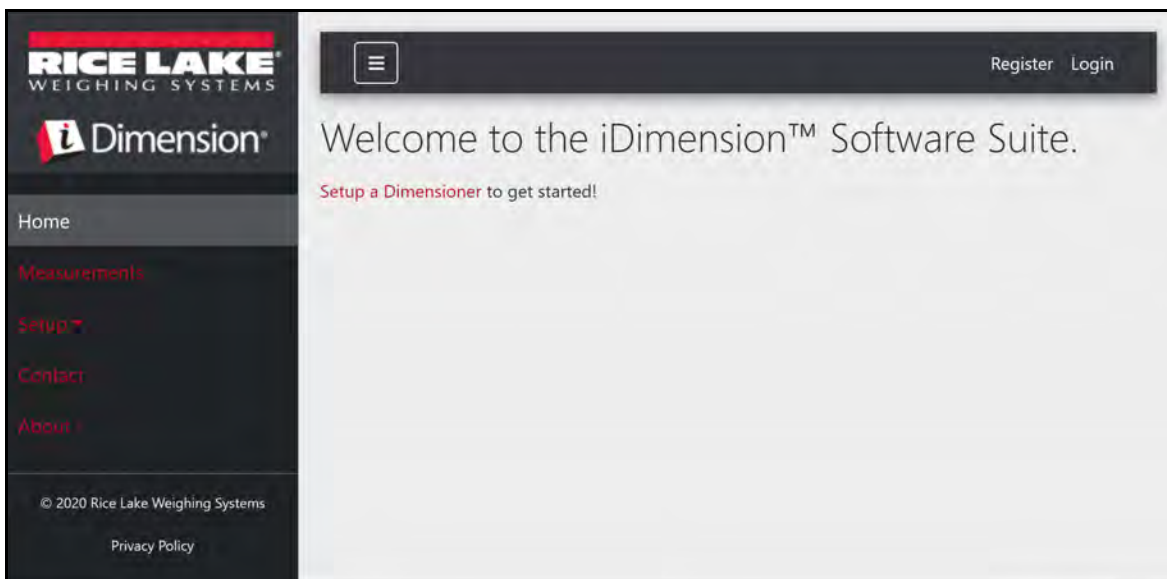 RICE LAKE®
WEIGHING SYSTEMS
i Dimension®
Home
Measurements
Setup
Contact
About
© 2020 Rice Lake Weighing Systems
Privacy Policy
Register Login
Welcome to the iDimension™ Software Suite.
Setup a Dimensioner to get started!